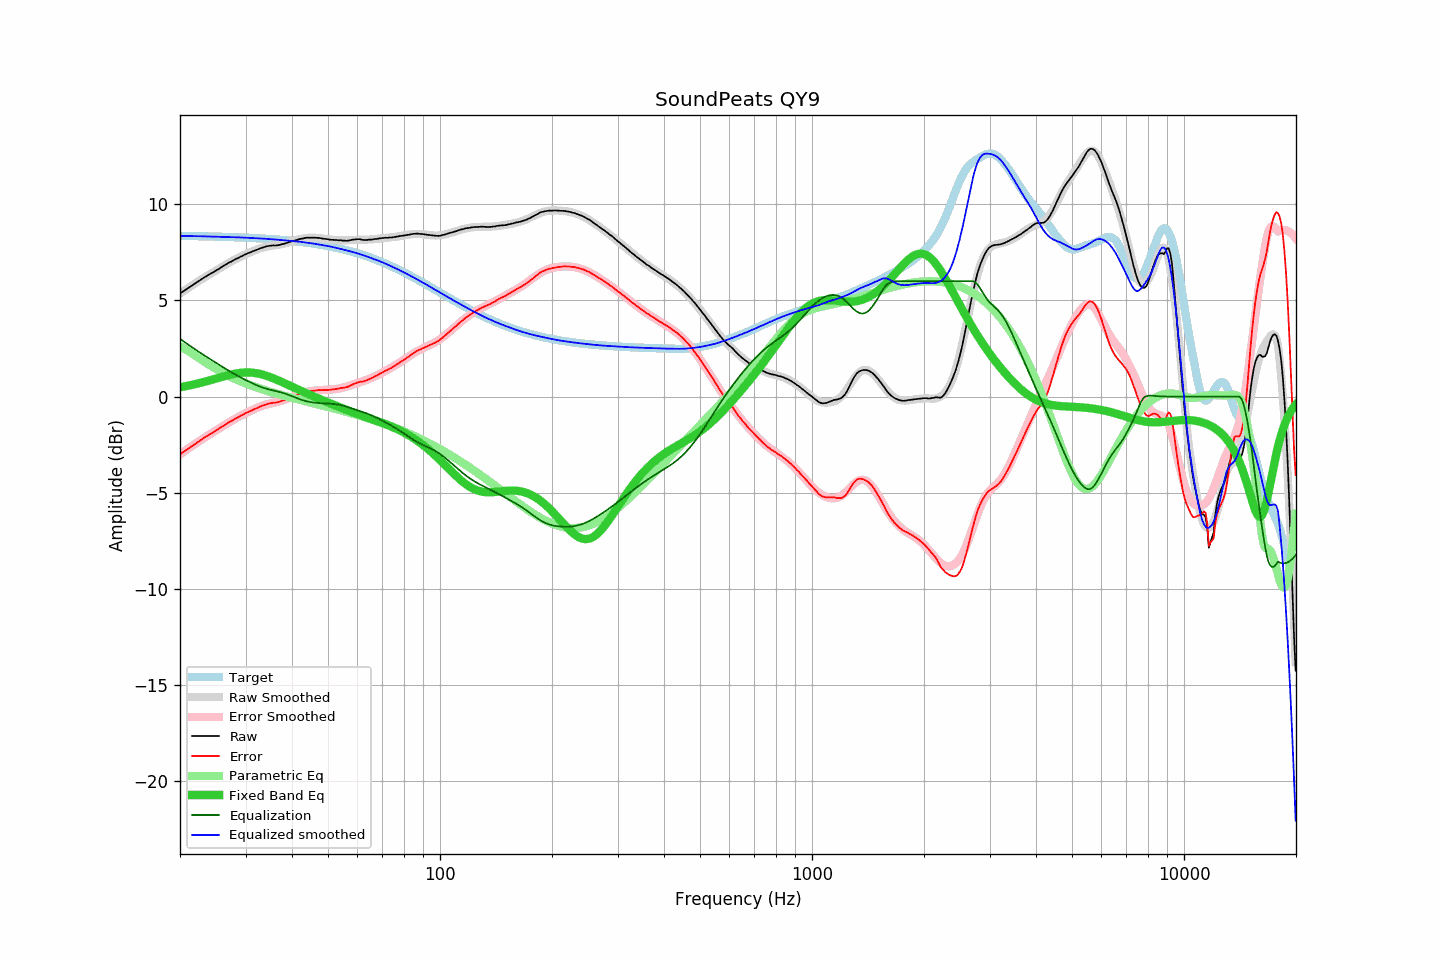 SoundPeats QY9
Amplitude (dBr)
10
5
0
−5
−10
−15
−20
Target
Raw Smoothed
Error Smoothed
Raw
Error
Parametric Eq
Fixed Band Eq
Equalization
Equalized smoothed
100 1000 10000
Frequency (Hz)